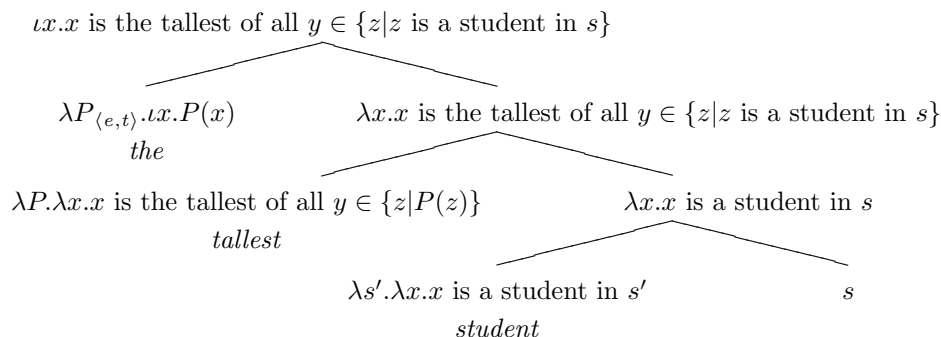 ιx.x is the tallest of all y ∈ {z|z is a student in s}
λP⟨e,t⟩.ιx.P(x) λx.x is the tallest of all y ∈ {z|z is a student in s}
the
λP.λx.x is the tallest of all y ∈ {z|P(z)} λx.x is a student in s
tallest
λs′.λx.x is a student in s′ s
student